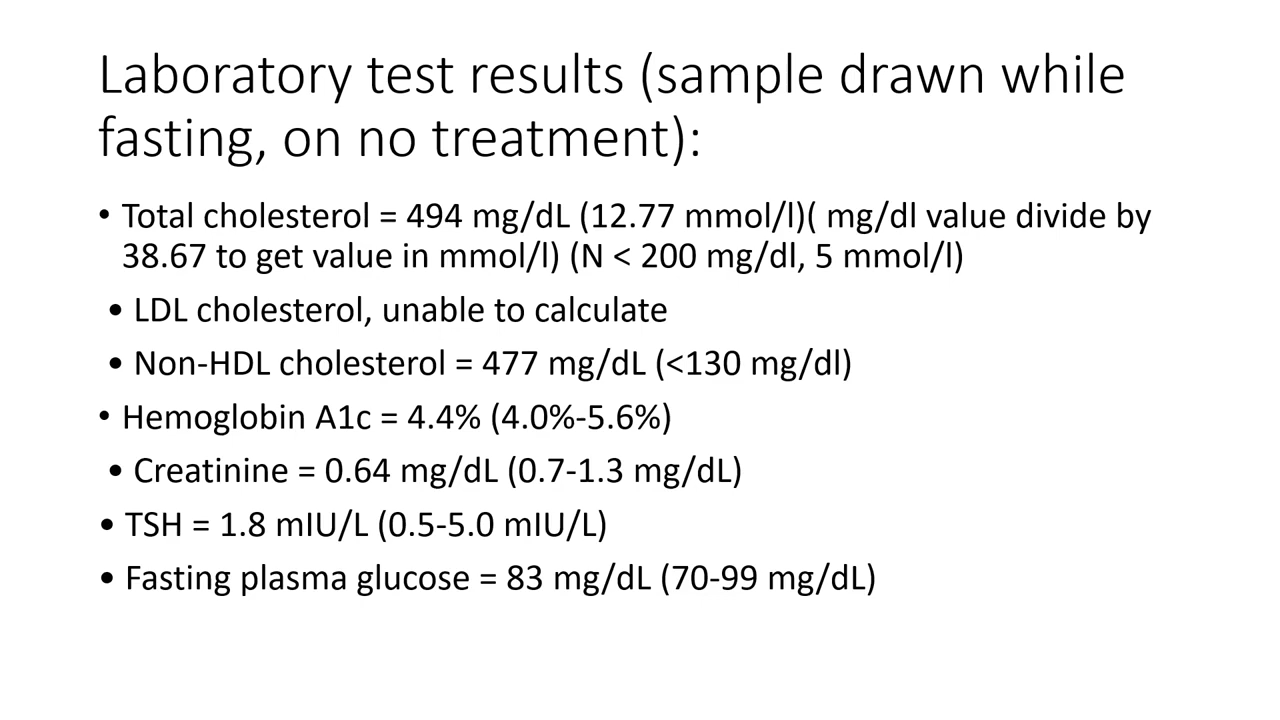 Laboratory test results (sample drawn while
fasting, on no treatment):
• Total cholesterol = 494 mg/dL (12.77 mmol/l)( mg/dl value divide by
38.67 to get value in mmol/l) (N < 200 mg/dl, 5 mmol/l)
• LDL cholesterol, unable to calculate
• Non-HDL cholesterol = 477 mg/dL (<130 mg/dl)
• Hemoglobin A1c = 4.4% (4.0%-5.6%)
• Creatinine = 0.64 mg/dL (0.7-1.3 mg/dL)
• TSH = 1.8 mIU/L (0.5-5.0 mIU/L)
• Fasting plasma glucose = 83 mg/dL (70-99 mg/dL)